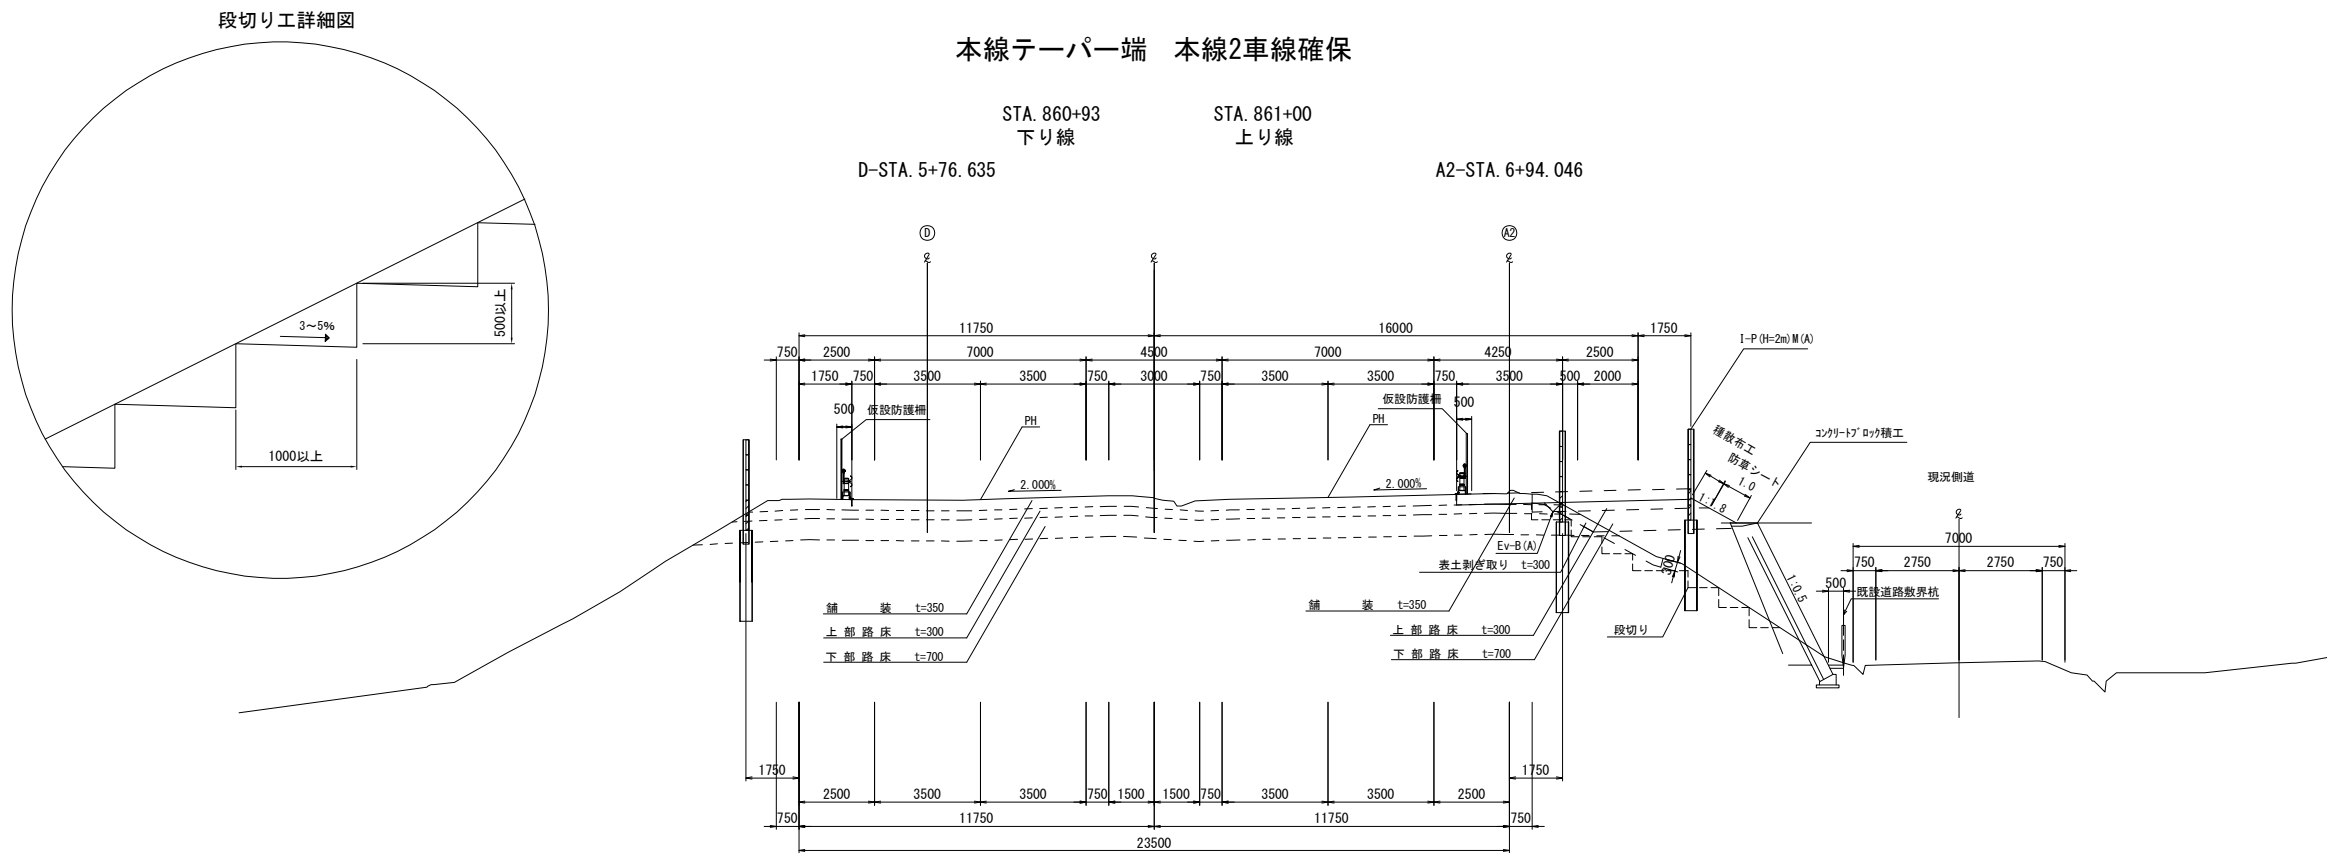 段切り工詳細図
本線テーパー端　本線2車線確保
STA.860+93
下り線
STA.861+00
上り線
D-STA.5+76.635
A2-STA.6+94.046
D
A2
3~5%
500以上
1000以上
11750
16000
1750
750
2500
7000
4500
7000
4250
2500
1750
750
3500
3500
750
3000
750
3500
3500
750
3500
500
2000
500
仮設防護柵
PH
仮設防護柵
500
PH
I-P(H=2m)M(A)
種散布工
防草シート
コンクリートブロック積工
1:1.8
1.0
現況側道
2.000%
2.000%
Ev-B(A)
表土剥ぎ取り　t=300
300
1:0.5
7000
750
2750
2750
750
500
既設道路敷界杭
舗　　装　t=350
上部路床　t=300
下部路床　t=700
舗　　装　t=350
上部路床　t=300
下部路床　t=700
段切り
1750
1750
2500
3500
3500
750
1500
1500
750
3500
3500
2500
750
11750
11750
750
23500